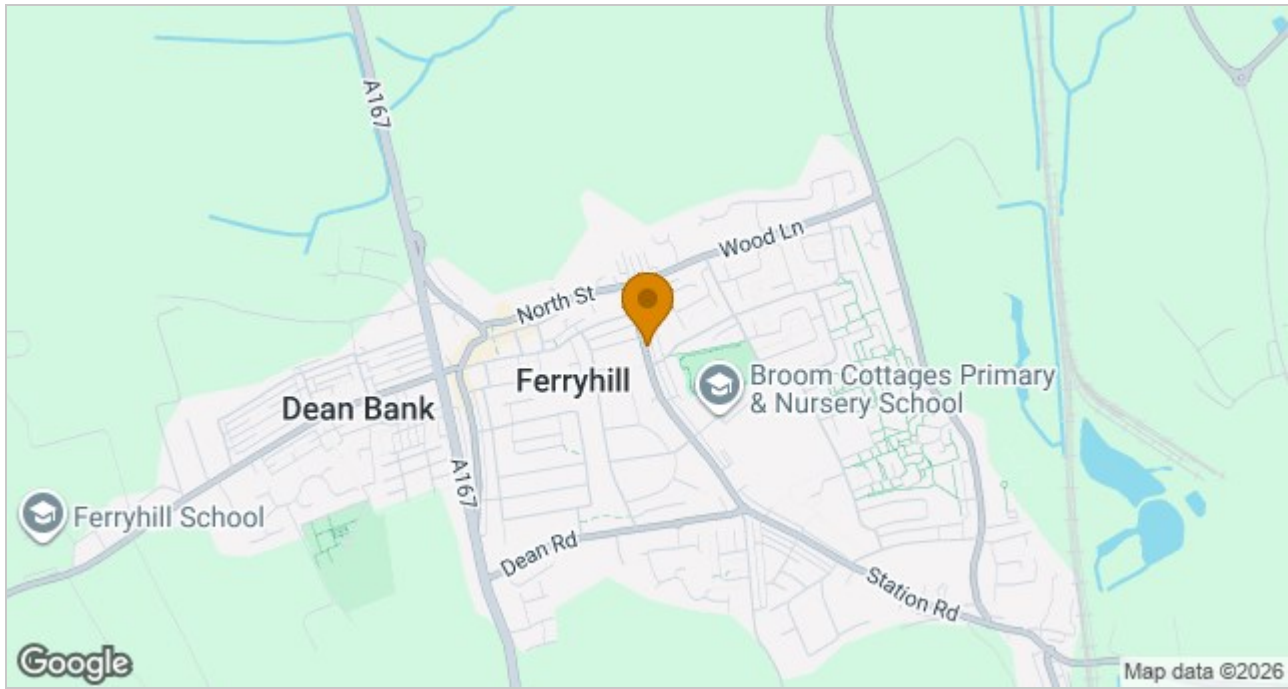 A167
Wood Ln
North St
Ferryhill
Broom Cottages Primary
& Nursery School
Dean Bank
A167
Ferryhill School
Dean Rd
Station Rd
Google
Map data ©2026